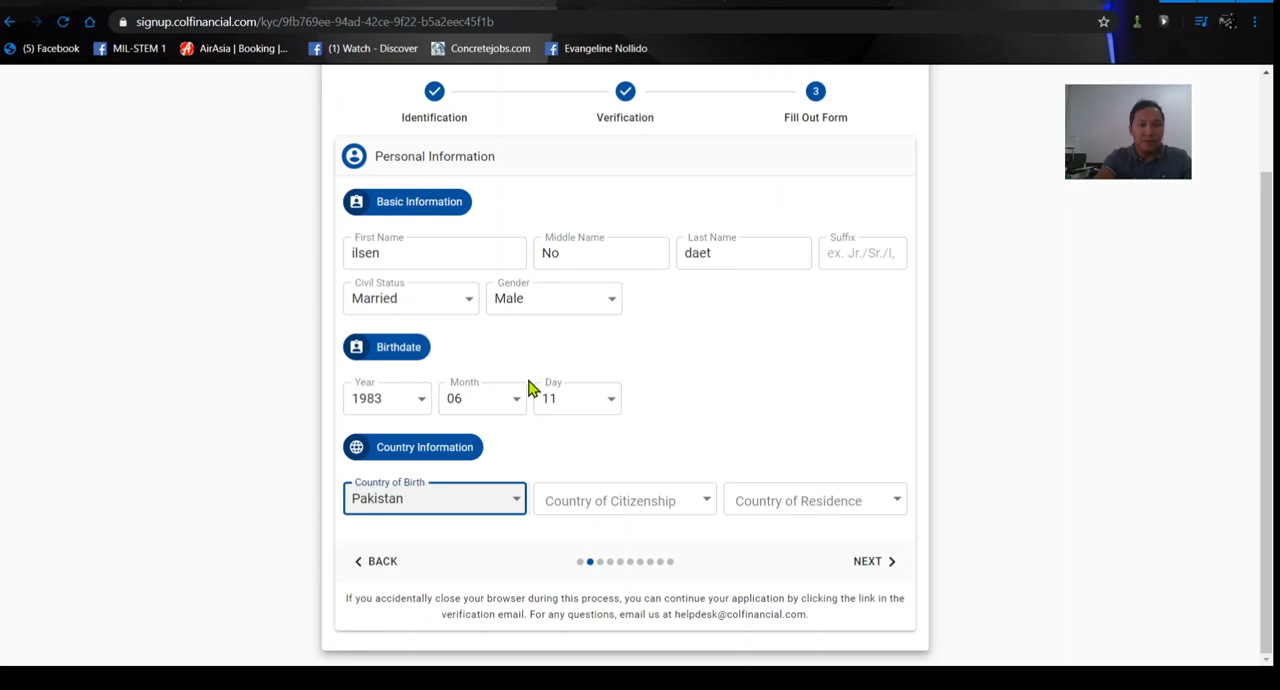 signup.colfinancial.com/kyc/9fb769ee-94ad-42ce-9f22-b5a2eec45f1b
(5) Facebook
MIL-STEM 1
AirAsia | Booking |...
(1) Watch - Discover
Concretejobs.com
Evangeline Nollido
3
Identification
Verification
Fill Out Form
Personal Information
Basic Information
First Name
Middle Name
Last Name
Suffix
ilsen
No
daet
ex. Jr./Sr./I,
Civil Status
Gender
Married
Male
Birthdate
Year
Month
Day
1983
06
11
Country Information
Country of Birth
Pakistan
Country of Citizenship
Country of Residence
BACK
NEXT
If you accidentally close your browser during this process, you can continue your application by clicking the link in the
verification email. For any questions, email us at helpdesk@colfinancial.com.